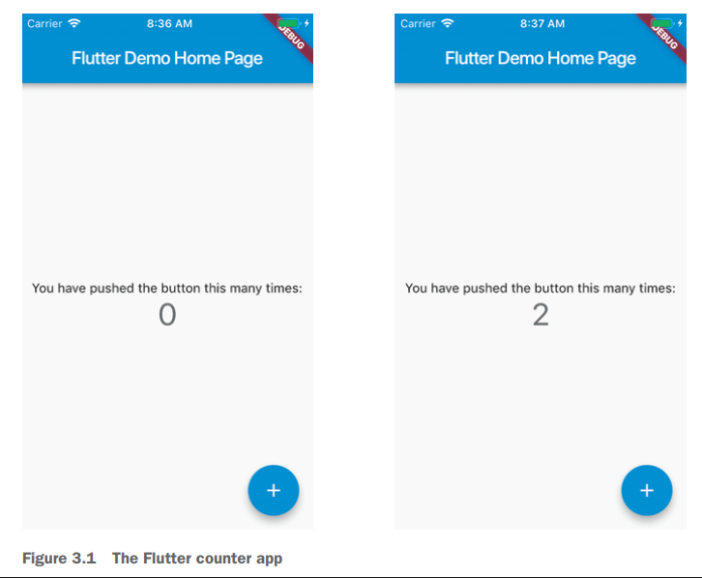 Carrier 8:36 AM
DEBUG
Flutter Demo Home Page
You have pushed the button this many times:
0
+
Carrier 8:37 AM
DEBUG
Flutter Demo Home Page
You have pushed the button this many times:
2
+
Figure 3.1 The Flutter counter app